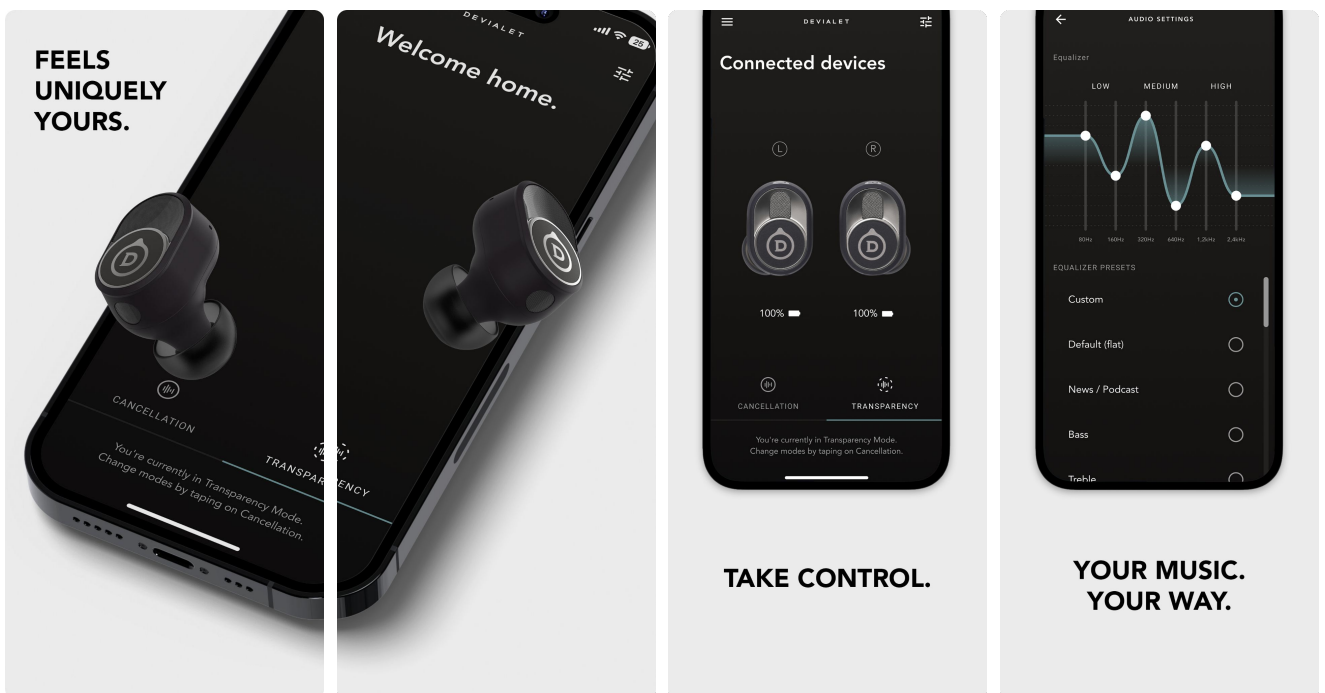 FEELS
UNIQUELY
YOURS.
D
CANCELLATION
TRANSPARENCY
You're currently in Transparency Mode.
Change modes by taping on Cancellation.
DEVIALET
25
Welcome home.
D
DEVIALET
Connected devices
L
R
D
D
100%
100%
CANCELLATION
TRANSPARENCY
You're currently in Transparency Mode.
Change modes by taping on Cancellation.
TAKE CONTROL.
AUDIO SETTINGS
Equalizer
LOW MEDIUM HIGH
80Hz 160Hz 320Hz 640Hz 1,2kHz 2,4kHz
EQUALIZER PRESETS
Custom
Default (flat)
News / Podcast
Bass
Treble
YOUR MUSIC.
YOUR WAY.